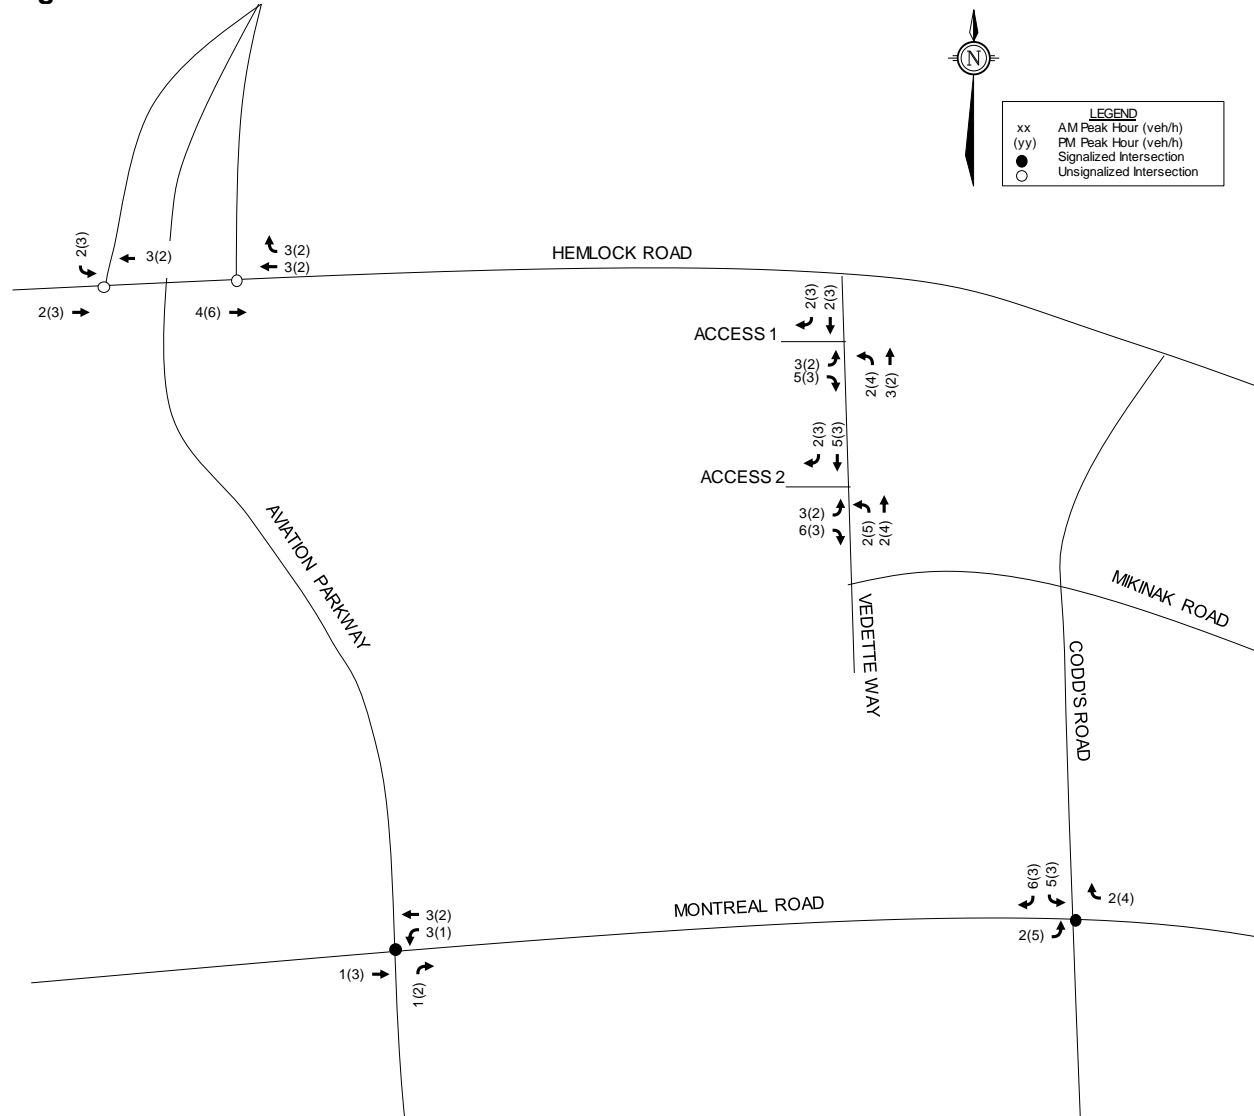 g
N
LEGEND
xx AM Peak Hour (veh/h)
(yy) PM Peak Hour (veh/h)
Signalized Intersection
Unsignalized Intersection
2(3)
3(2)
3(2)
3(2)
2(3)
4(6)
HEMLOCK ROAD
2(3)
2(3)
ACCESS 1
3(2)
5(3)
2(4)
3(2)
2(3)
5(3)
ACCESS 2
3(2)
6(3)
2(5)
2(4)
AVIATION PARKWAY
MIKINAK ROAD
VEDETTE WAY
CODD'S ROAD
6(3)
5(3)
2(4)
2(5)
MONTREAL ROAD
3(2)
3(1)
1(3)
1(2)